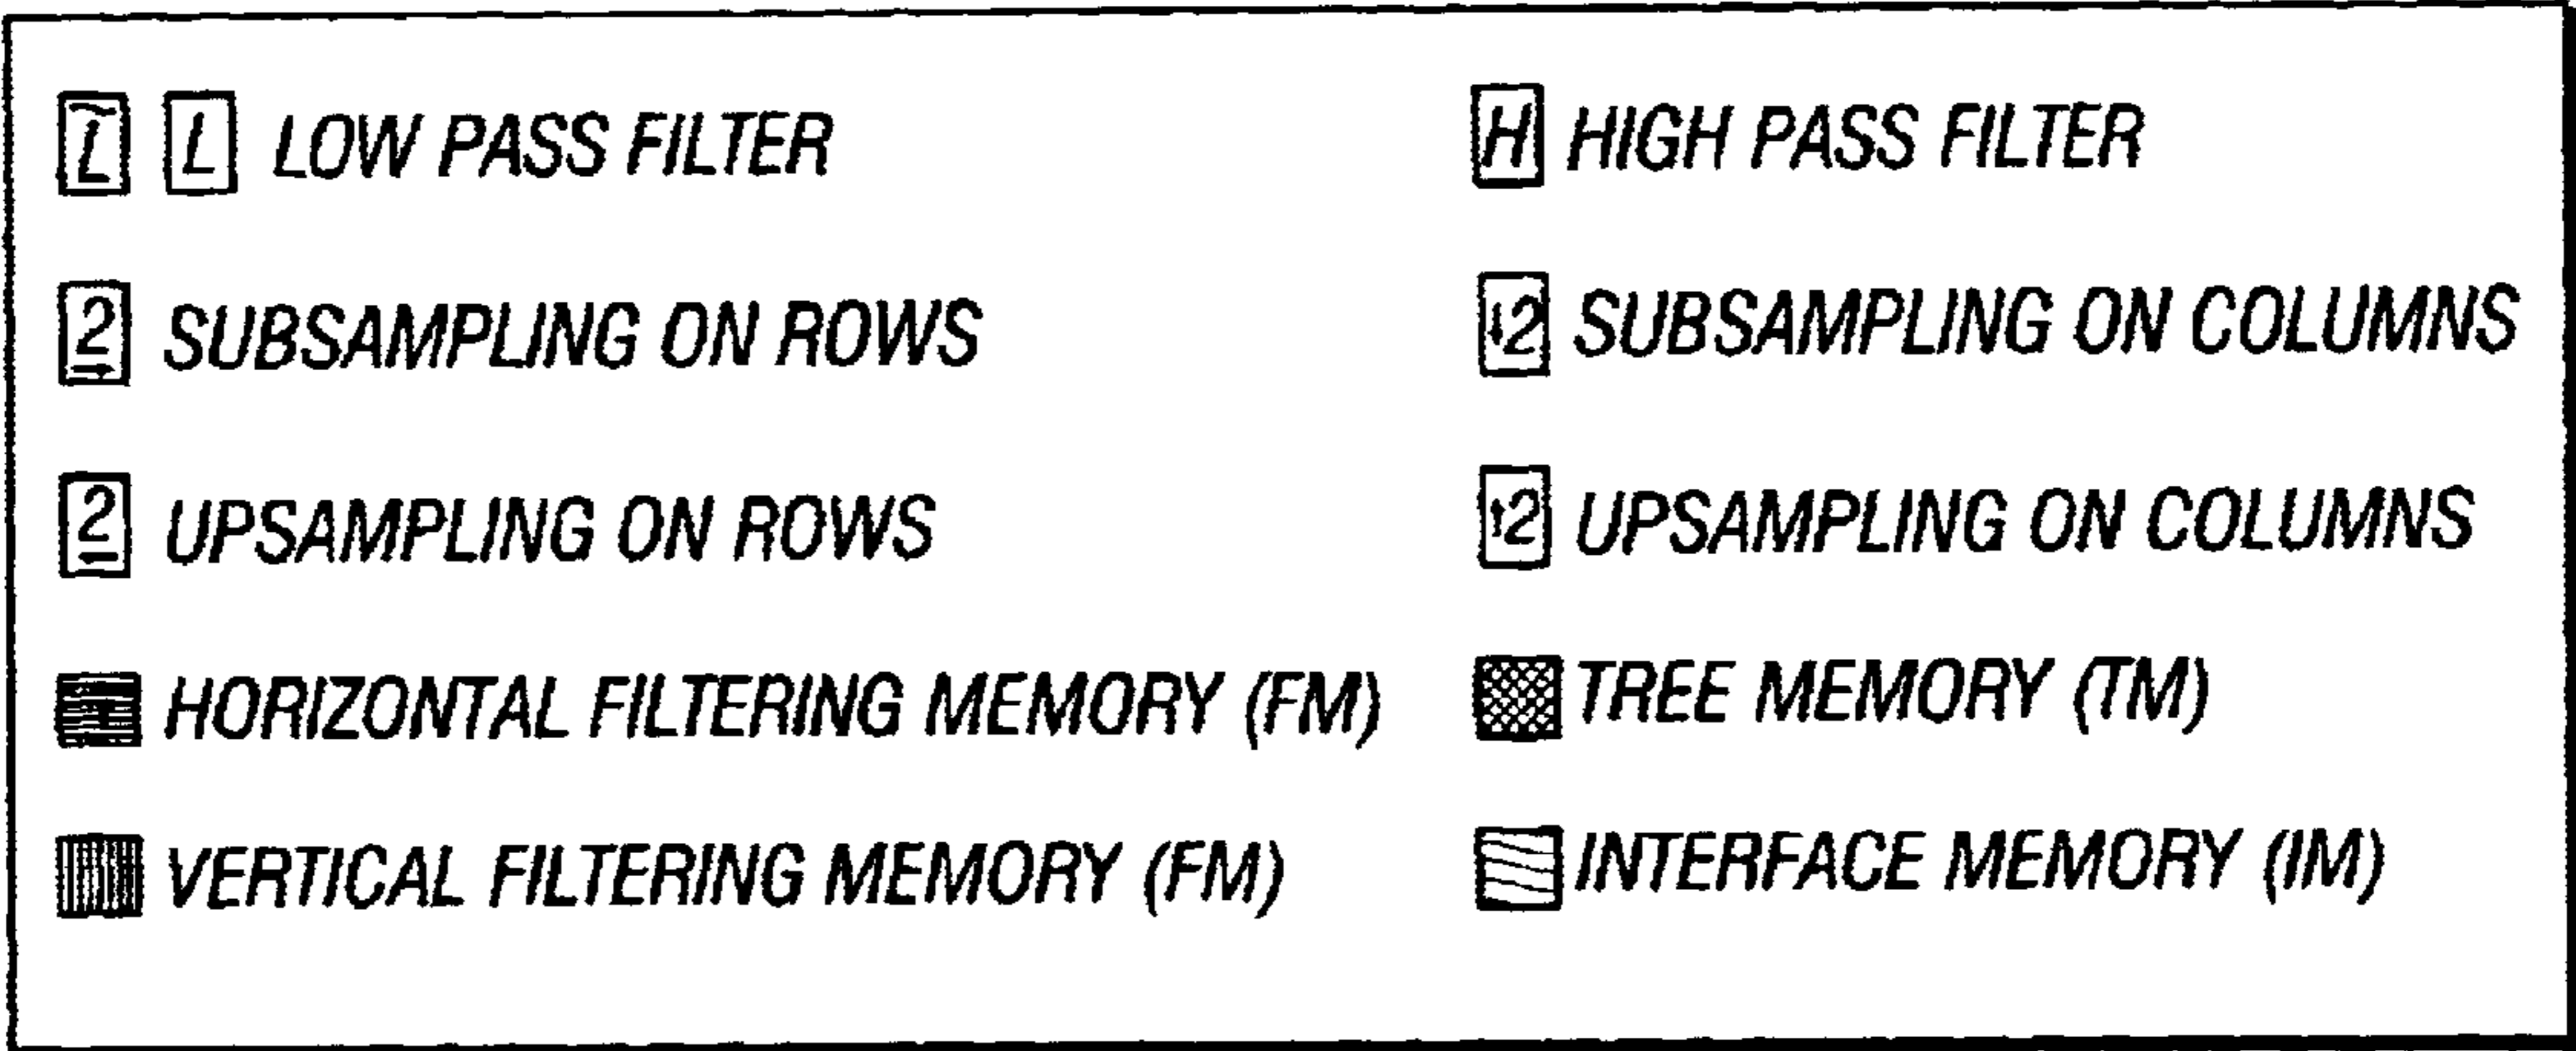 L̃ L LOW PASS FILTER
H HIGH PASS FILTER
2→ SUBSAMPLING ON ROWS
↓2 SUBSAMPLING ON COLUMNS
2← UPSAMPLING ON ROWS
↑2 UPSAMPLING ON COLUMNS
HORIZONTAL FILTERING MEMORY (FM)
TREE MEMORY (TM)
VERTICAL FILTERING MEMORY (FM)
INTERFACE MEMORY (IM)